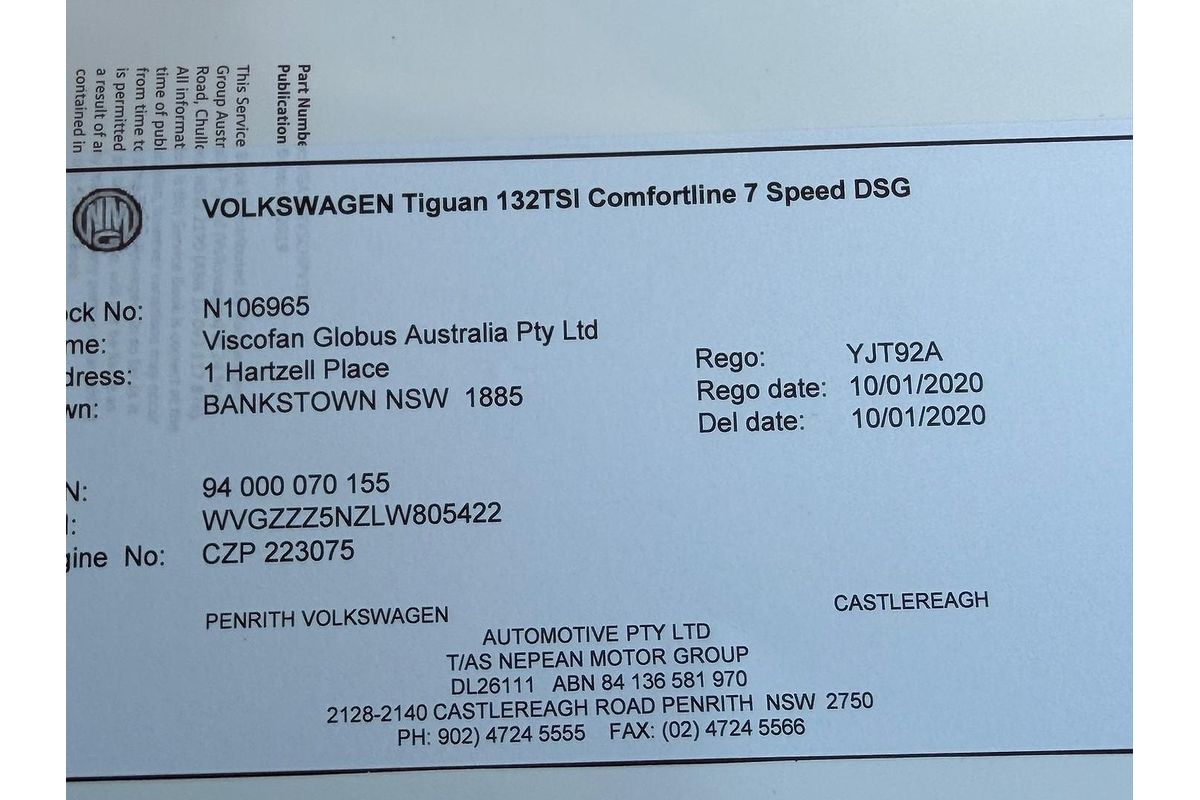 Part Numbe
Publication
This Service
Group Austr
Road, Chullo
All informat
time of publ
from time to
is permitted
a result of an
contained in
NMG
VOLKSWAGEN Tiguan 132TSI Comfortline 7 Speed DSG
ck No: N106965
me: Viscofan Globus Australia Pty Ltd
dress: 1 Hartzell Place
wn: BANKSTOWN NSW 1885
Rego: YJT92A
Rego date: 10/01/2020
Del date: 10/01/2020
N: 94 000 070 155
: WVGZZZ5NZLW805422
gine No: CZP 223075
PENRITH VOLKSWAGEN CASTLEREAGH
AUTOMOTIVE PTY LTD
T/AS NEPEAN MOTOR GROUP
DL26111 ABN 84 136 581 970
2128-2140 CASTLEREAGH ROAD PENRITH NSW 2750
PH: 902) 4724 5555 FAX: (02) 4724 5566